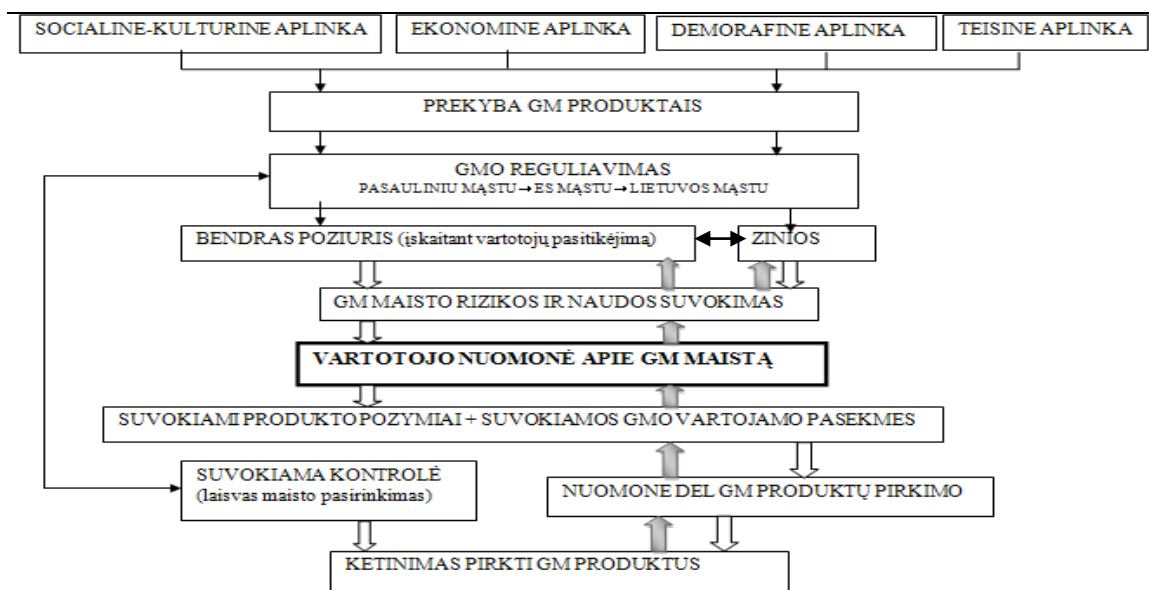 SOCIALINE-KULTURINE APLINKA
EKONOMINE APLINKA
DEMORAFINE APLINKA
TEISINE APLINKA
PREKYBA GM PRODUKTAIS
GMO REGULIAVIMAS
PASAULINIU MĄSTU→ES MĄSTU→LIETUVOS MĄSTU
BENDRAS POZIURIS (įskaitant vartotojų pasitikėjimą)
ZINIOS
GM MAISTO RIZIKOS IR NAUDOS SUVOKIMAS
VARTOTOJO NUOMONĖ APIE GM MAISTĄ
SUVOKIAMI PRODUKTO POZYMIAI + SUVOKIAMOS GMO VARTOJAMO PASEKMES
SUVOKIAMA KONTROLĖ
(laisvas maisto pasirinkimas)
NUOMONE DEL GM PRODUKTŲ PIRKIMO
KETINIMAS PIRKTI GM PRODUKTUS